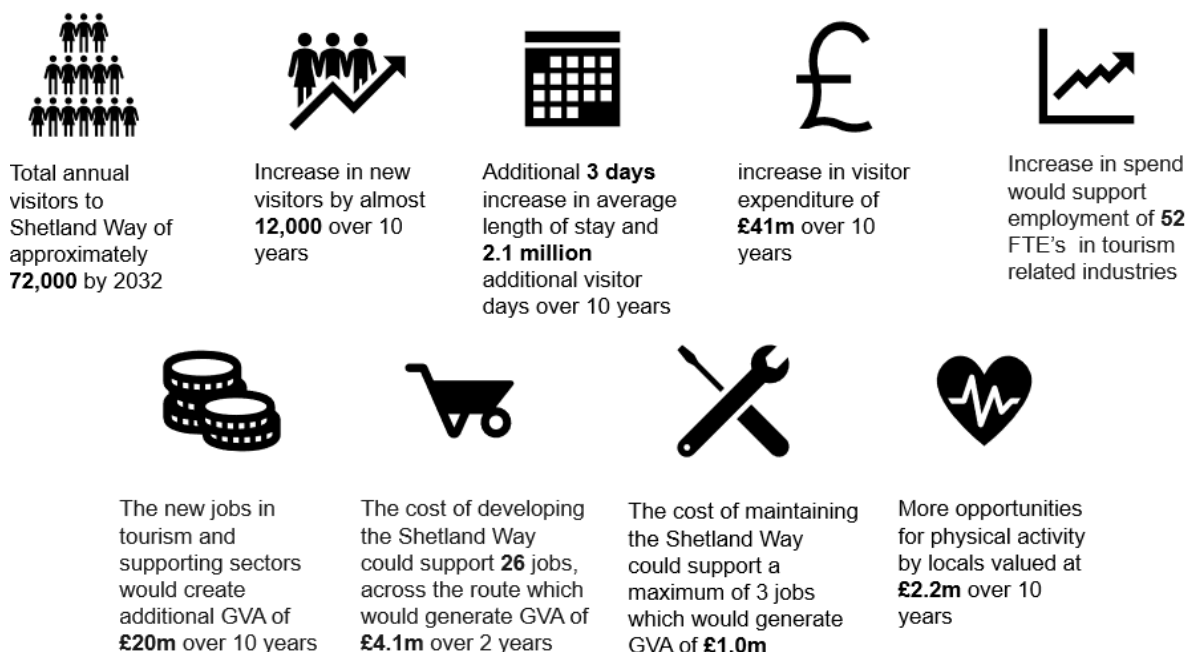 Total annual
visitors to
Shetland Way of
approximately
72,000 by 2032
Increase in new
visitors by almost
12,000 over 10
years
Additional 3 days
increase in average
length of stay and
2.1 million
additional visitor
days over 10 years
increase in visitor
expenditure of
£41m over 10
years
Increase in spend
would support
employment of 52
FTE's in tourism
related industries
The new jobs in
tourism and
supporting sectors
would create
additional GVA of
£20m over 10 years
The cost of developing
the Shetland Way
could support 26 jobs,
across the route which
would generate GVA of
£4.1m over 2 years
The cost of maintaining
the Shetland Way
could support a
maximum of 3 jobs
which would generate
GVA of £1.0m
More opportunities
for physical activity
by locals valued at
£2.2m over 10
years